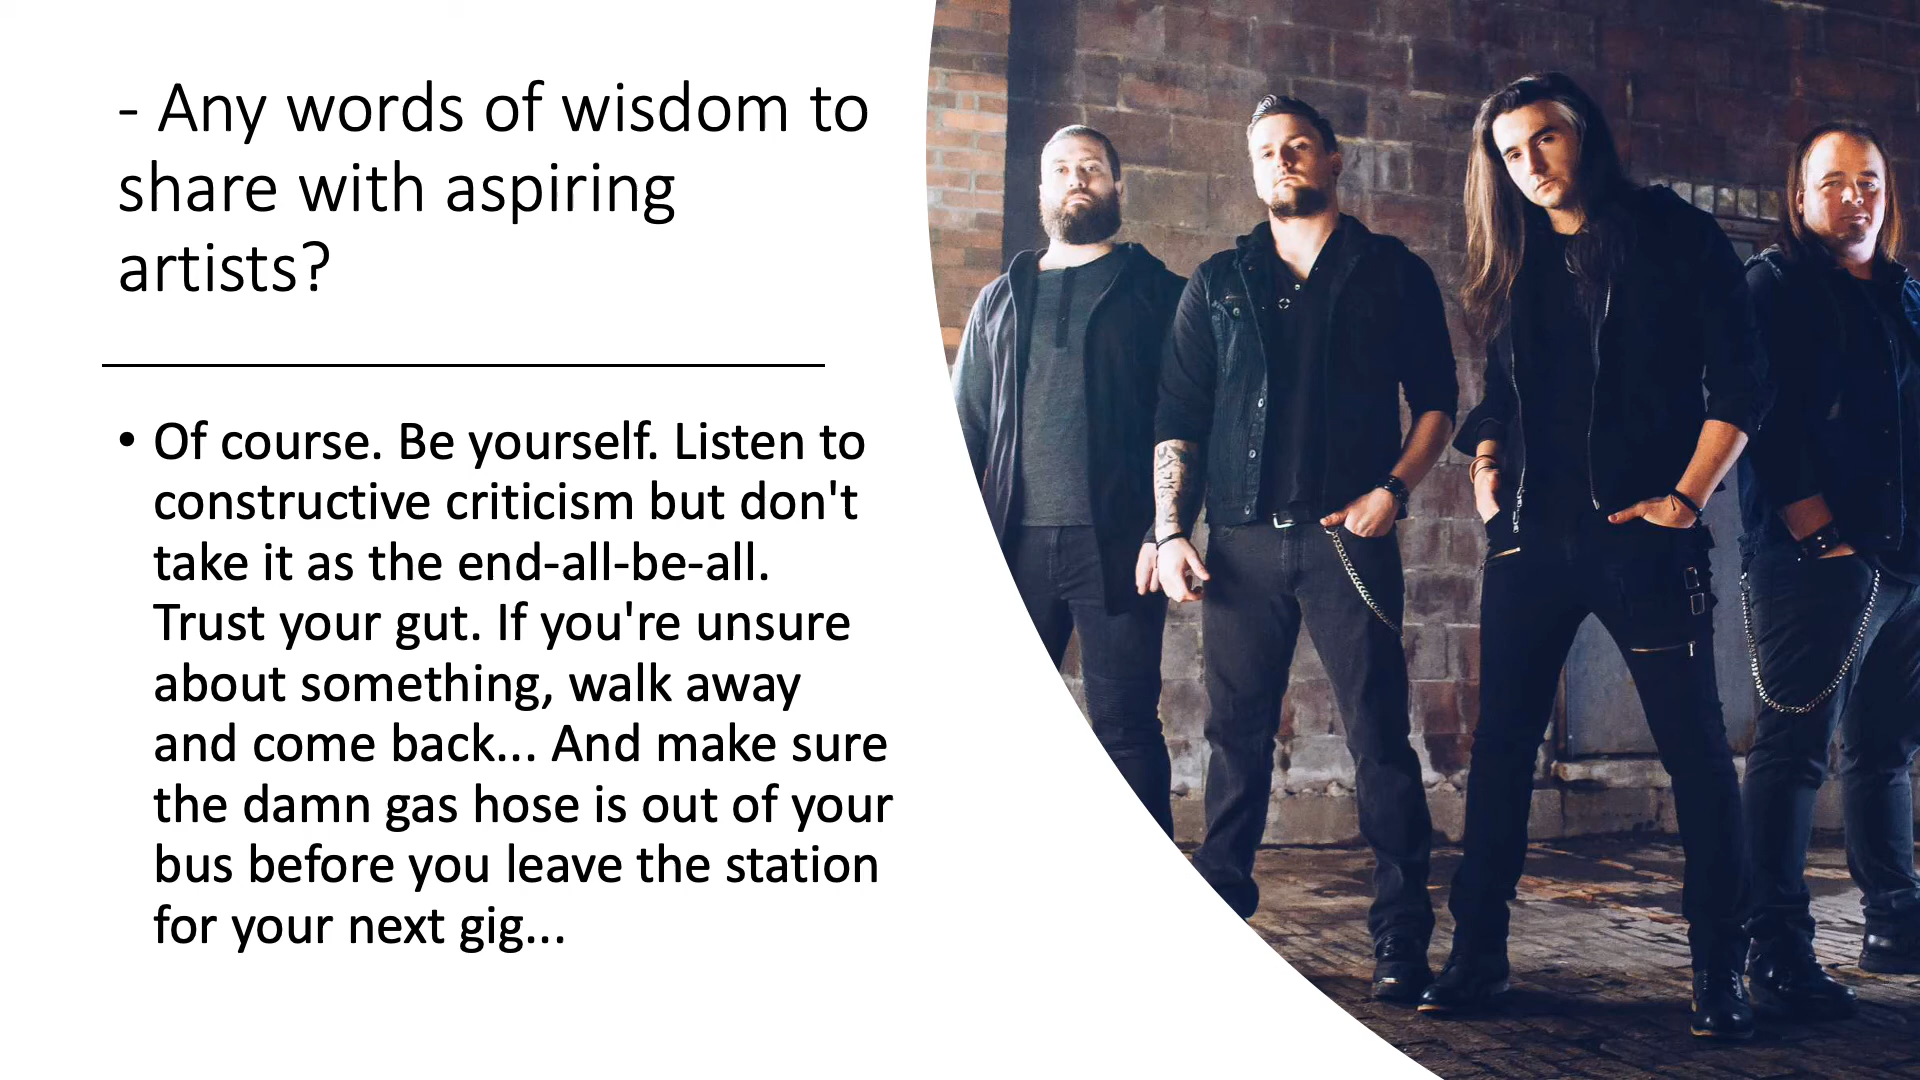 - Any words of wisdom to
share with aspiring
artists?
• Of course. Be yourself. Listen to
constructive criticism but don't
take it as the end-all-be-all.
Trust your gut. If you're unsure
about something, walk away
and come back... And make sure
the damn gas hose is out of your
bus before you leave the station
for your next gig...